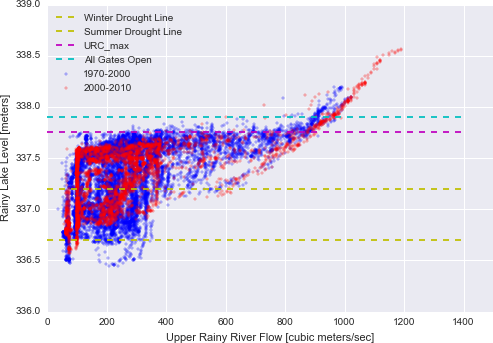 339.0
338.5
338.0
337.5
337.0
336.5
336.0
Rainy Lake Level [meters]
Winter Drought Line
Summer Drought Line
URC_max
All Gates Open
1970-2000
2000-2010
0 200 400 600 800 1000 1200 1400
Upper Rainy River Flow [cubic meters/sec]